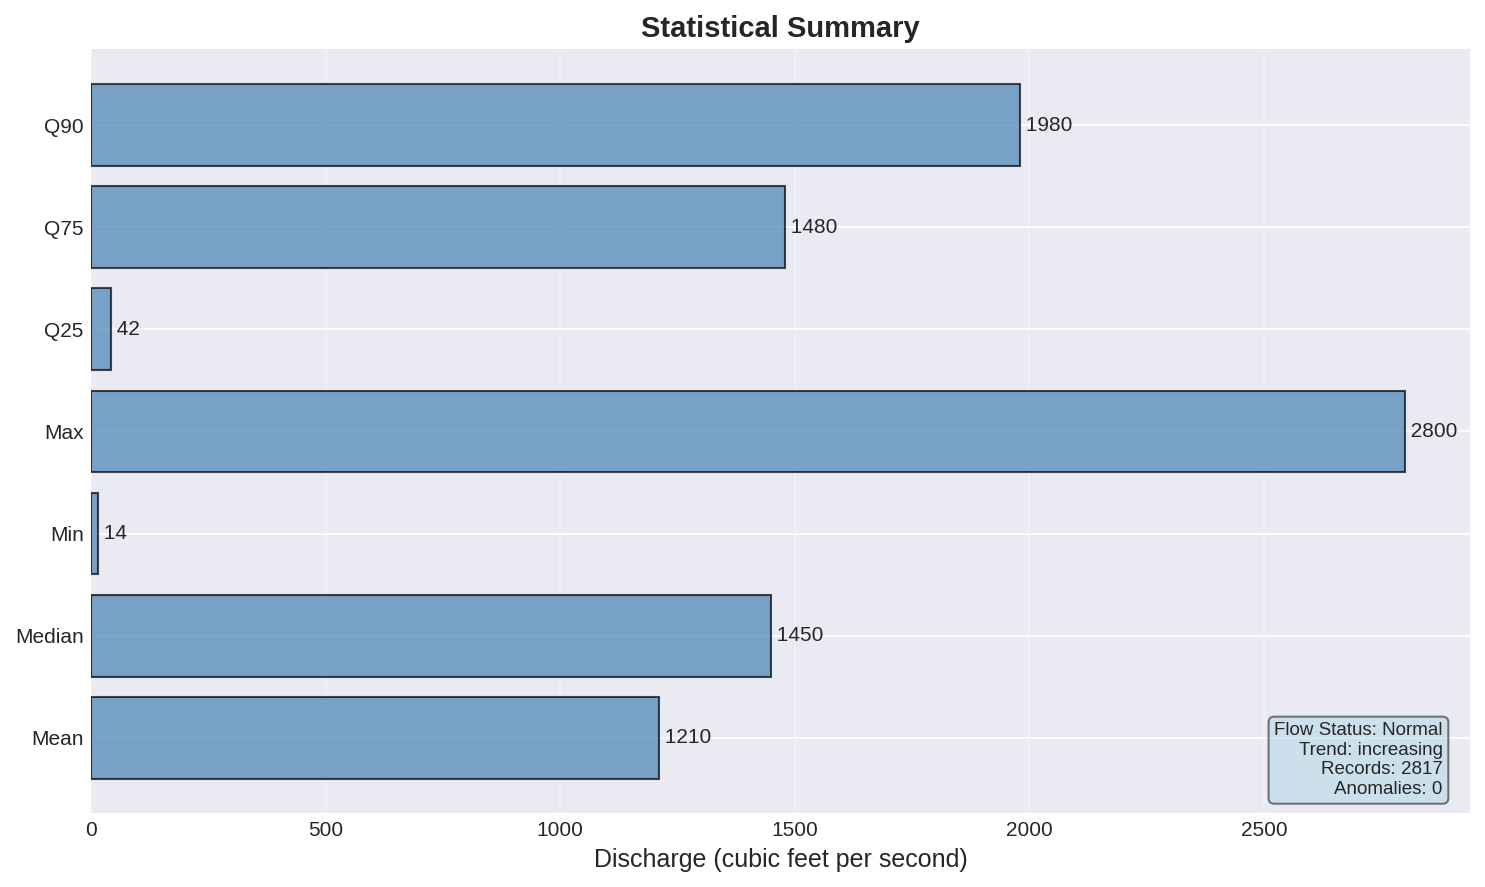 Statistical Summary
Q90
1980
Q75
1480
Q25
42
Max
2800
Min
14
Median
1450
Mean
1210
Flow Status: Normal
Trend: increasing
Records: 2817
Anomalies: 0
0
500
1000
1500
2000
2500
Discharge (cubic feet per second)